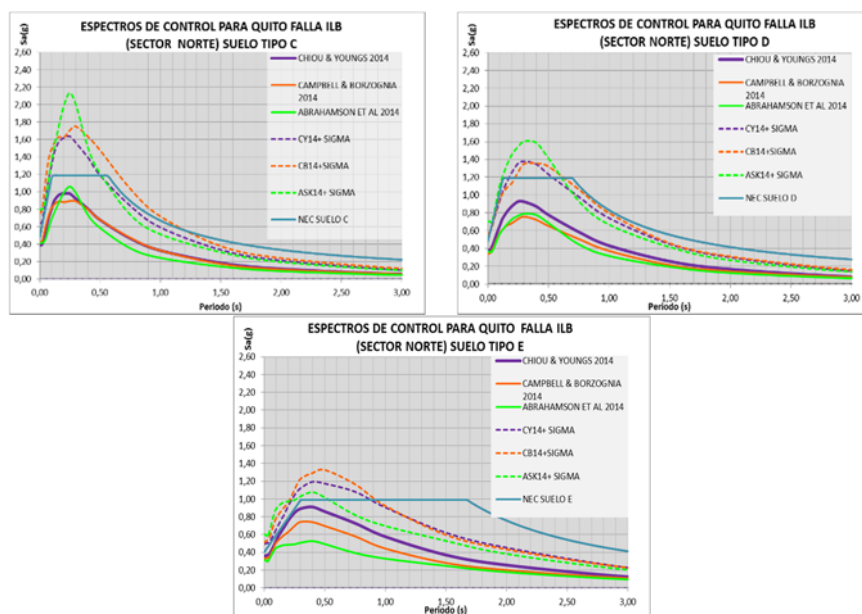 ESPECTROS DE CONTROL PARA QUITO FALLA ILB
(SECTOR NORTE) SUELO TIPO C
Sa(g)
2,60
2,40
2,20
2,00
1,80
1,60
1,40
1,20
1,00
0,80
0,60
0,40
0,20
0,00
CHIOU & YOUNGS 2014
CAMPBELL & BORZOGNIA
2014
ABRAHAMSON ET AL 2014
CY14+ SIGMA
CB14+SIGMA
ASK14+ SIGMA
NEC SUELO C
0,00 0,50 1,00 1,50 2,00 2,50 3,00
Período (s)
ESPECTROS DE CONTROL PARA QUITO FALLA ILB
(SECTOR NORTE) SUELO TIPO D
Sa(g)
2,60
2,40
2,20
2,00
1,80
1,60
1,40
1,20
1,00
0,80
0,60
0,40
0,20
0,00
CHIOU & YOUNGS 2014
CAMPBELL & BORZOGNIA
2014
ABRAHAMSON ET AL 2014
CY14+ SIGMA
CB14+SIGMA
ASK14+ SIGMA
NEC SUELO D
0,00 0,50 1,00 1,50 2,00 2,50 3,00
Período (s)
ESPECTROS DE CONTROL PARA QUITO FALLA ILB
(SECTOR NORTE) SUELO TIPO E
Sa(g)
2,60
2,40
2,20
2,00
1,80
1,60
1,40
1,20
1,00
0,80
0,60
0,40
0,20
0,00
CHIOU & YOUNGS 2014
CAMPBELL & BORZOGNIA
2014
ABRAHAMSON ET AL 2014
CY14+ SIGMA
CB14+SIGMA
ASK14+ SIGMA
NEC SUELO E
0,00 0,50 1,00 1,50 2,00 2,50 3,00
Período (s)